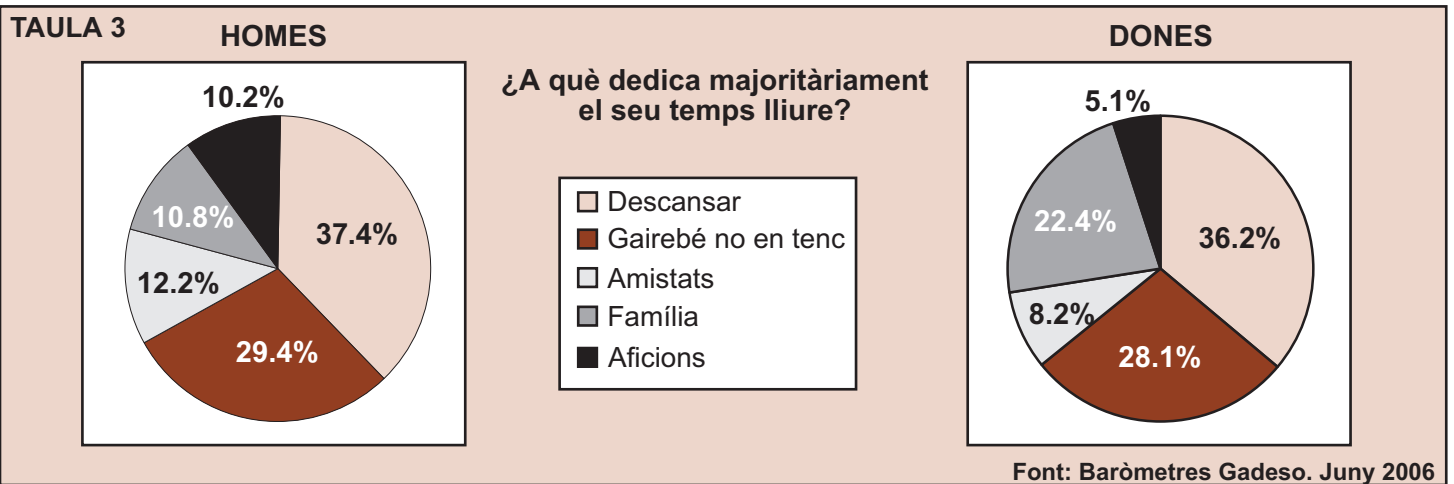 TAULA 3
HOMES
DONES
¿A què dedica majoritàriament
el seu temps lliure?
10.2%
37.4%
10.8%
12.2%
29.4%
Descansar
Gairebé no en tenc
Amistats
Família
Aficions
5.1%
36.2%
22.4%
8.2%
28.1%
Font: Baròmetres Gadeso. Juny 2006